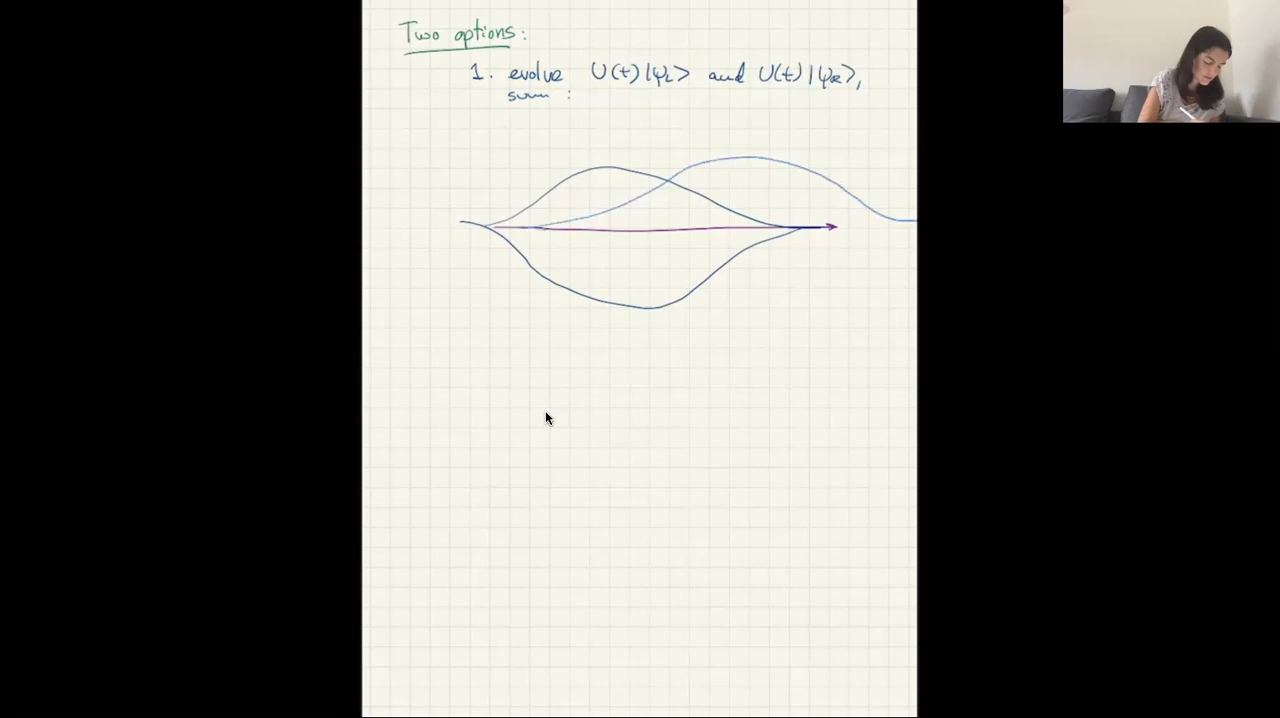 Two options:
1. evolve U(t)|ψL> and U(t)|ψR>,
sum :